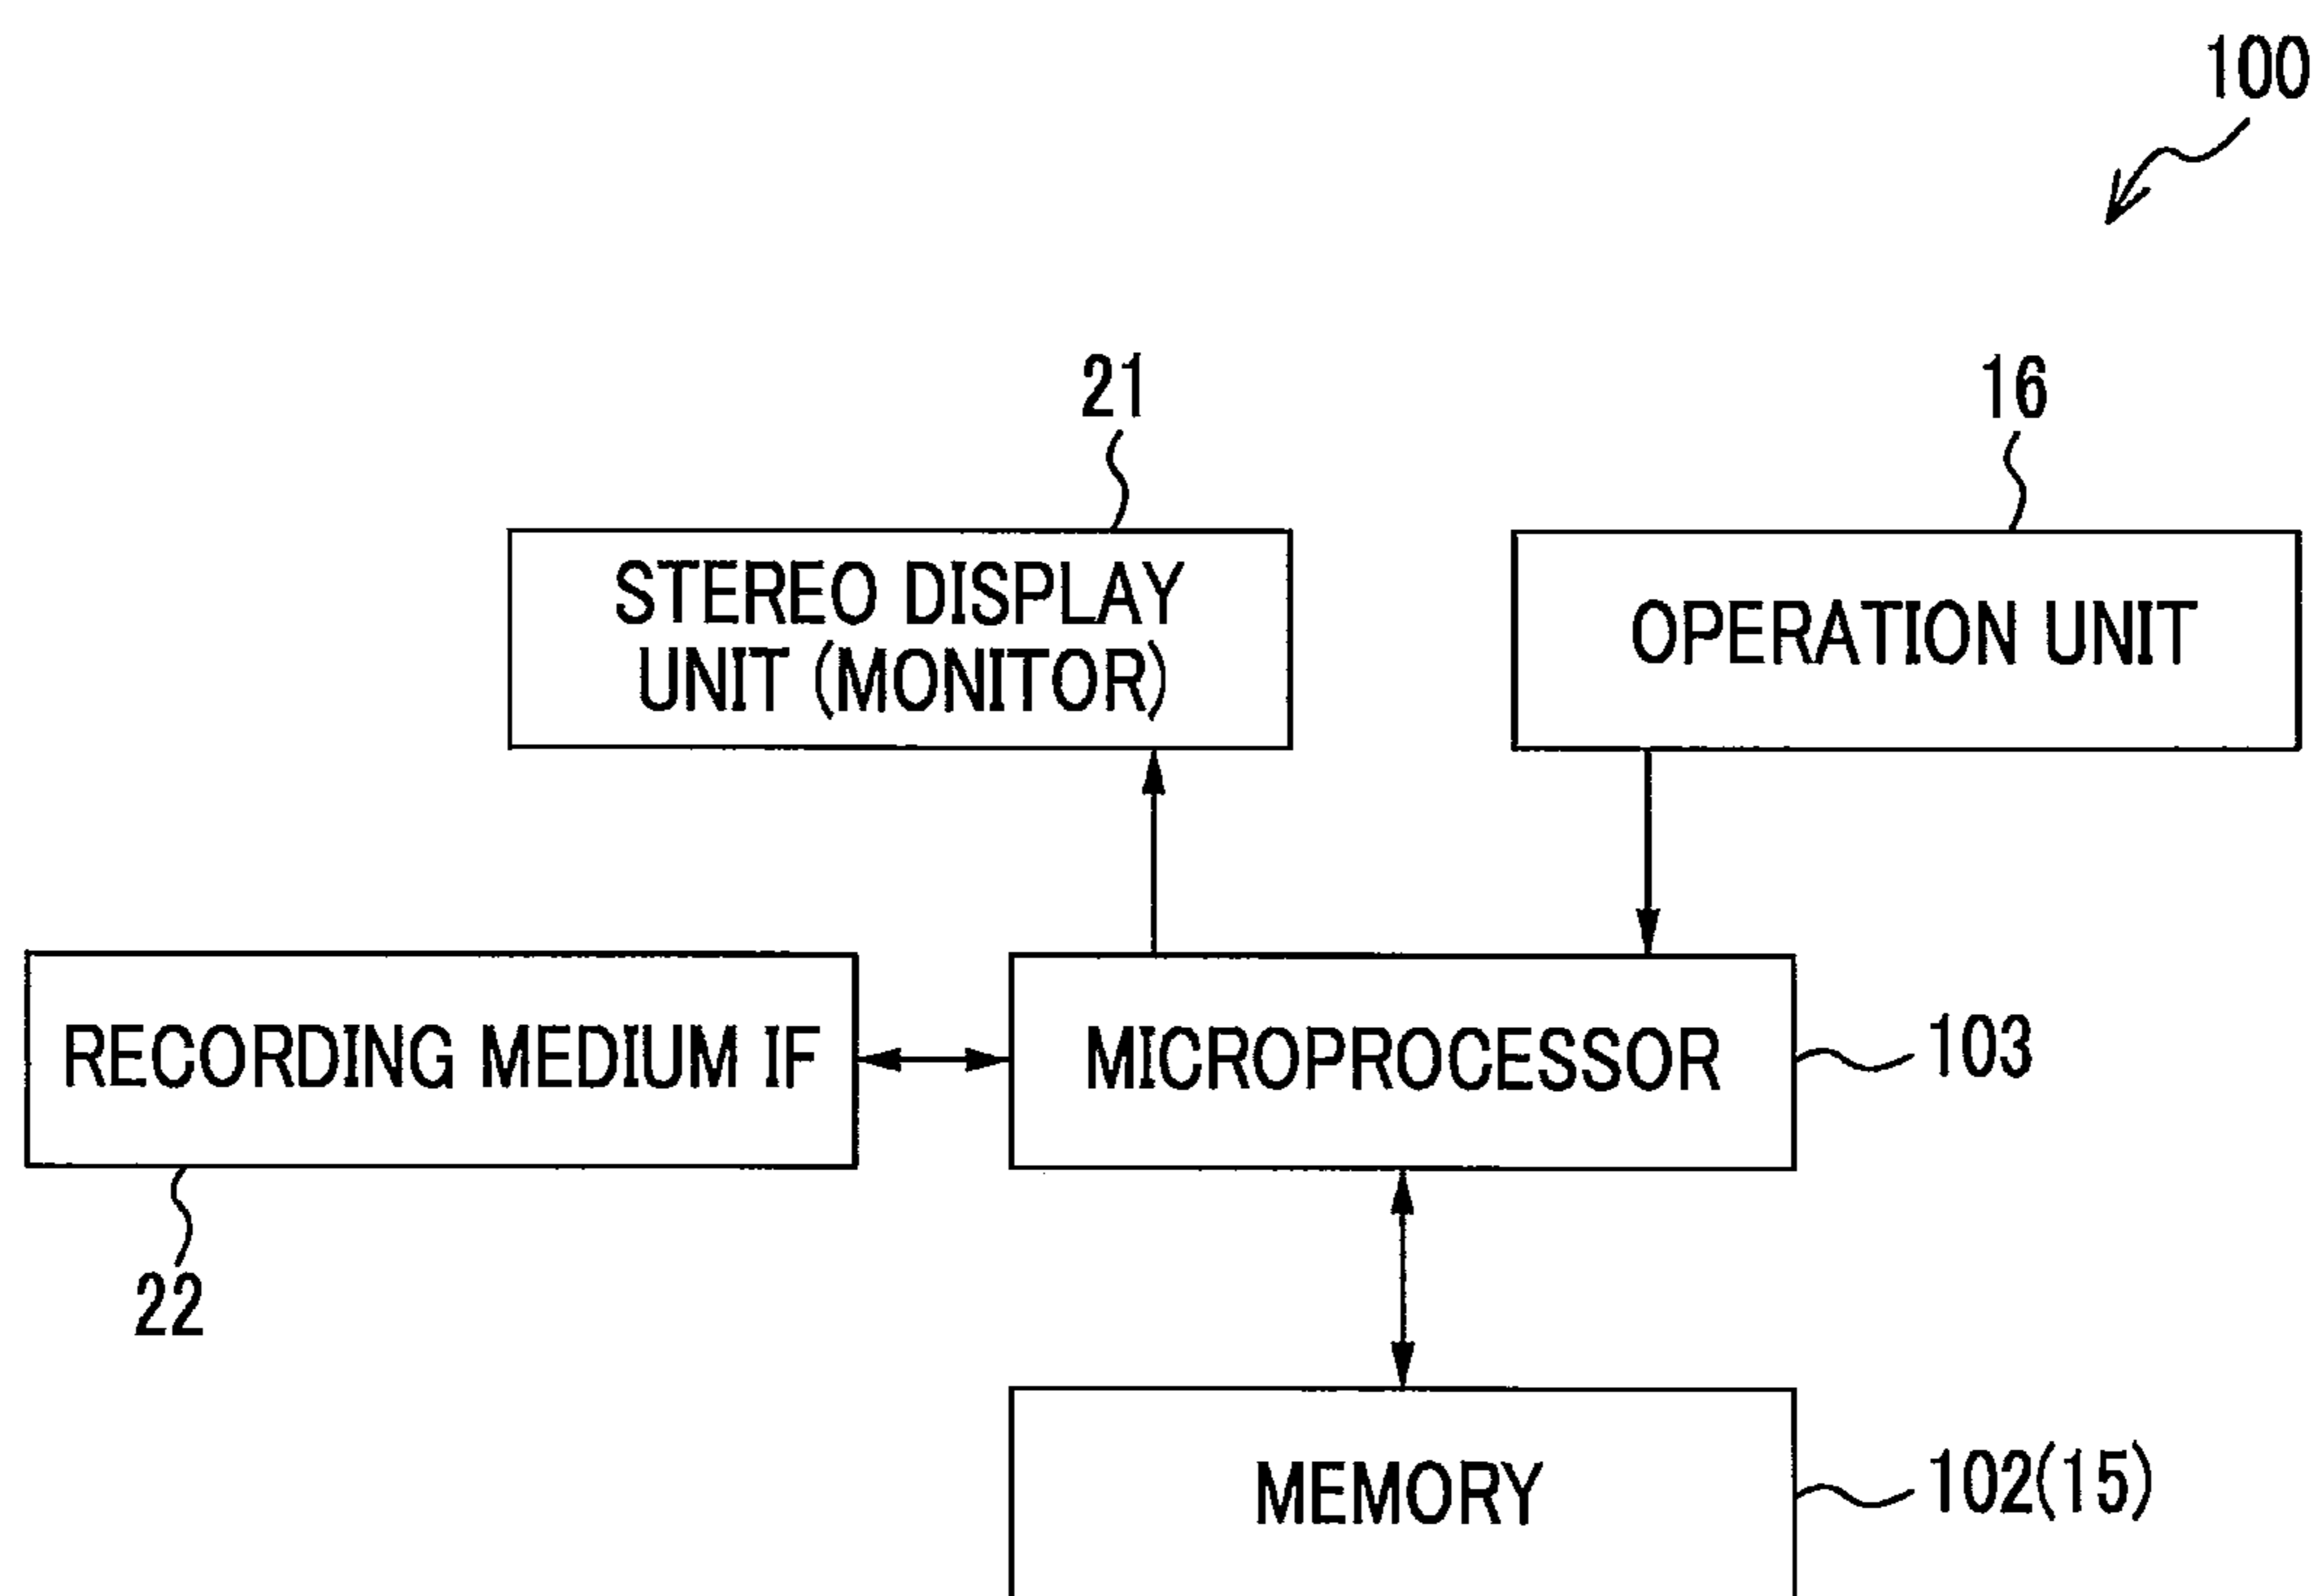 100
21
16
STEREO DISPLAY
UNIT (MONITOR)
OPERATION UNIT
RECORDING MEDIUM IF
MICROPROCESSOR
103
22
MEMORY
102(15)